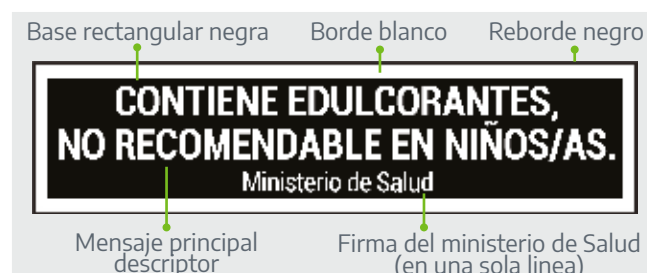 Base rectangular negra
Borde blanco
Reborde negro
CONTIENE EDULCORANTES,
NO RECOMENDABLE EN NIÑOS/AS.
Ministerio de Salud
Mensaje principal
descriptor
Firma del ministerio de Salud
(en una sola linea)